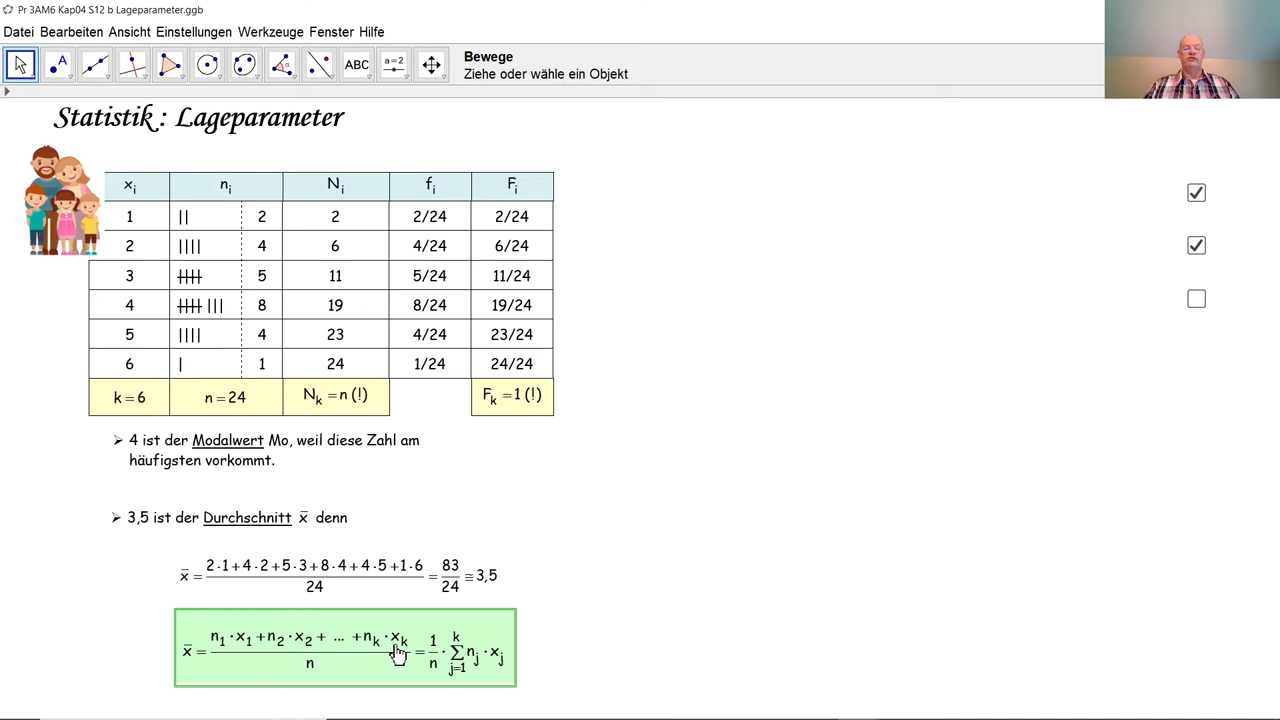 Pr 3AM6 Kap04 S12 b Lageparameter.ggb
Datei Bearbeiten Ansicht Einstellungen Werkzeuge Fenster Hilfe
A ABC a=2 Bewege
Ziehe oder wähle ein Objekt
Statistik : Lageparameter
xᵢ nᵢ Nᵢ fᵢ Fᵢ
1 || 2 2 2/24 2/24
2 |||| 4 6 4/24 6/24
3 5 11 5/24 11/24
4 ||| 8 19 8/24 19/24
5 |||| 4 23 4/24 23/24
6 | 1 24 1/24 24/24
k = 6 n = 24 Nₖ = n (!) Fₖ = 1 (!)
➢ 4 ist der Modalwert Mo, weil diese Zahl am
häufigsten vorkommt.
➢ 3,5 ist der Durchschnitt x̄ denn
x̄ = (2·1+4·2+5·3+8·4+4·5+1·6)/24 = 83/24 ≅ 3,5
x̄ = (n₁·x₁+n₂·x₂+ ... +nₖ·xₖ)/n = 1/n · ∑ⱼ₌₁ᵏ nⱼ·xⱼ